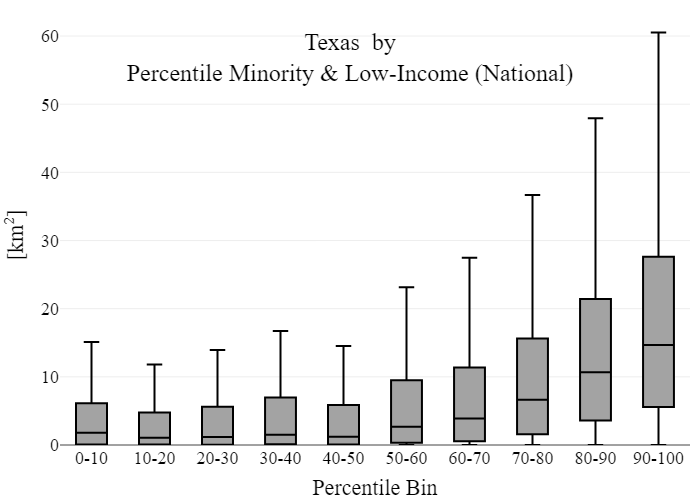 Texas by
Percentile Minority & Low-Income (National)
[km²]
60
50
40
30
20
10
0
0-10 10-20 20-30 30-40 40-50 50-60 60-70 70-80 80-90 90-100
Percentile Bin